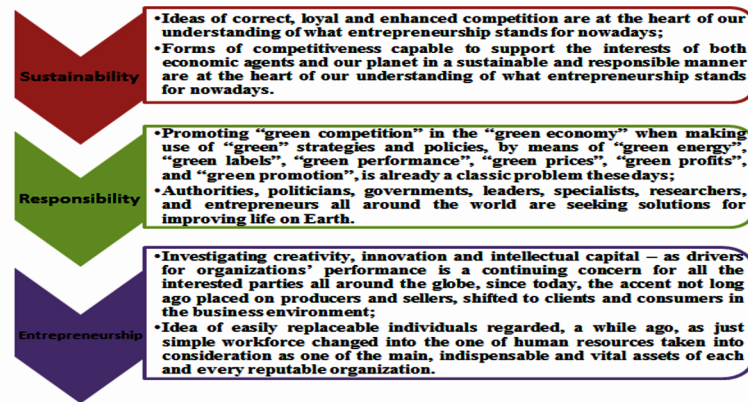 Sustainability
•Ideas of correct, loyal and enhanced competition are at the heart of our
understanding of what entrepreneurship stands for nowadays;
•Forms of competitiveness capable to support the interests of both
economic agents and our planet in a sustainable and responsible manner
are at the heart of our understanding of what entrepreneurship stands
for nowadays.
Responsibility
•Promoting “green competition” in the “green economy” when making
use of “green” strategies and policies, by means of “green energy”,
“green labels”, “green performance”, “green prices”, “green profits”,
and “green promotion”, is already a classic problem these days;
•Authorities, politicians, governments, leaders, specialists, researchers,
and entrepreneurs all around the world are seeking solutions for
improving life on Earth.
Entrepreneurship
•Investigating creativity, innovation and intellectual capital – as drivers
for organizations’ performance is a continuing concern for all the
interested parties all around the globe, since today, the accent not long
ago placed on producers and sellers, shifted to clients and consumers in
the business environment;
•Idea of easily replaceable individuals regarded, a while ago, as just
simple workforce changed into the one of human resources taken into
consideration as one of the main, indispensable and vital assets of each
and every reputable organization.